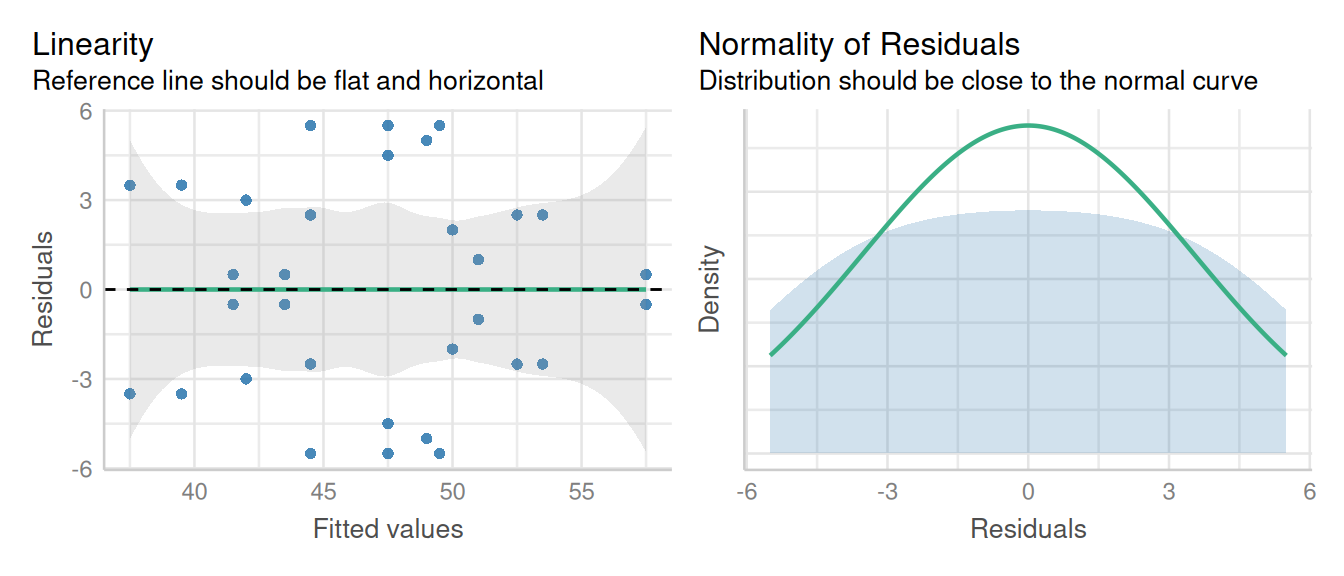 Linearity
Reference line should be flat and horizontal
6
3
0
-3
-6
Residuals
40
45
50
55
Fitted values
Normality of Residuals
Distribution should be close to the normal curve
Density
-6
-3
0
3
6
Residuals